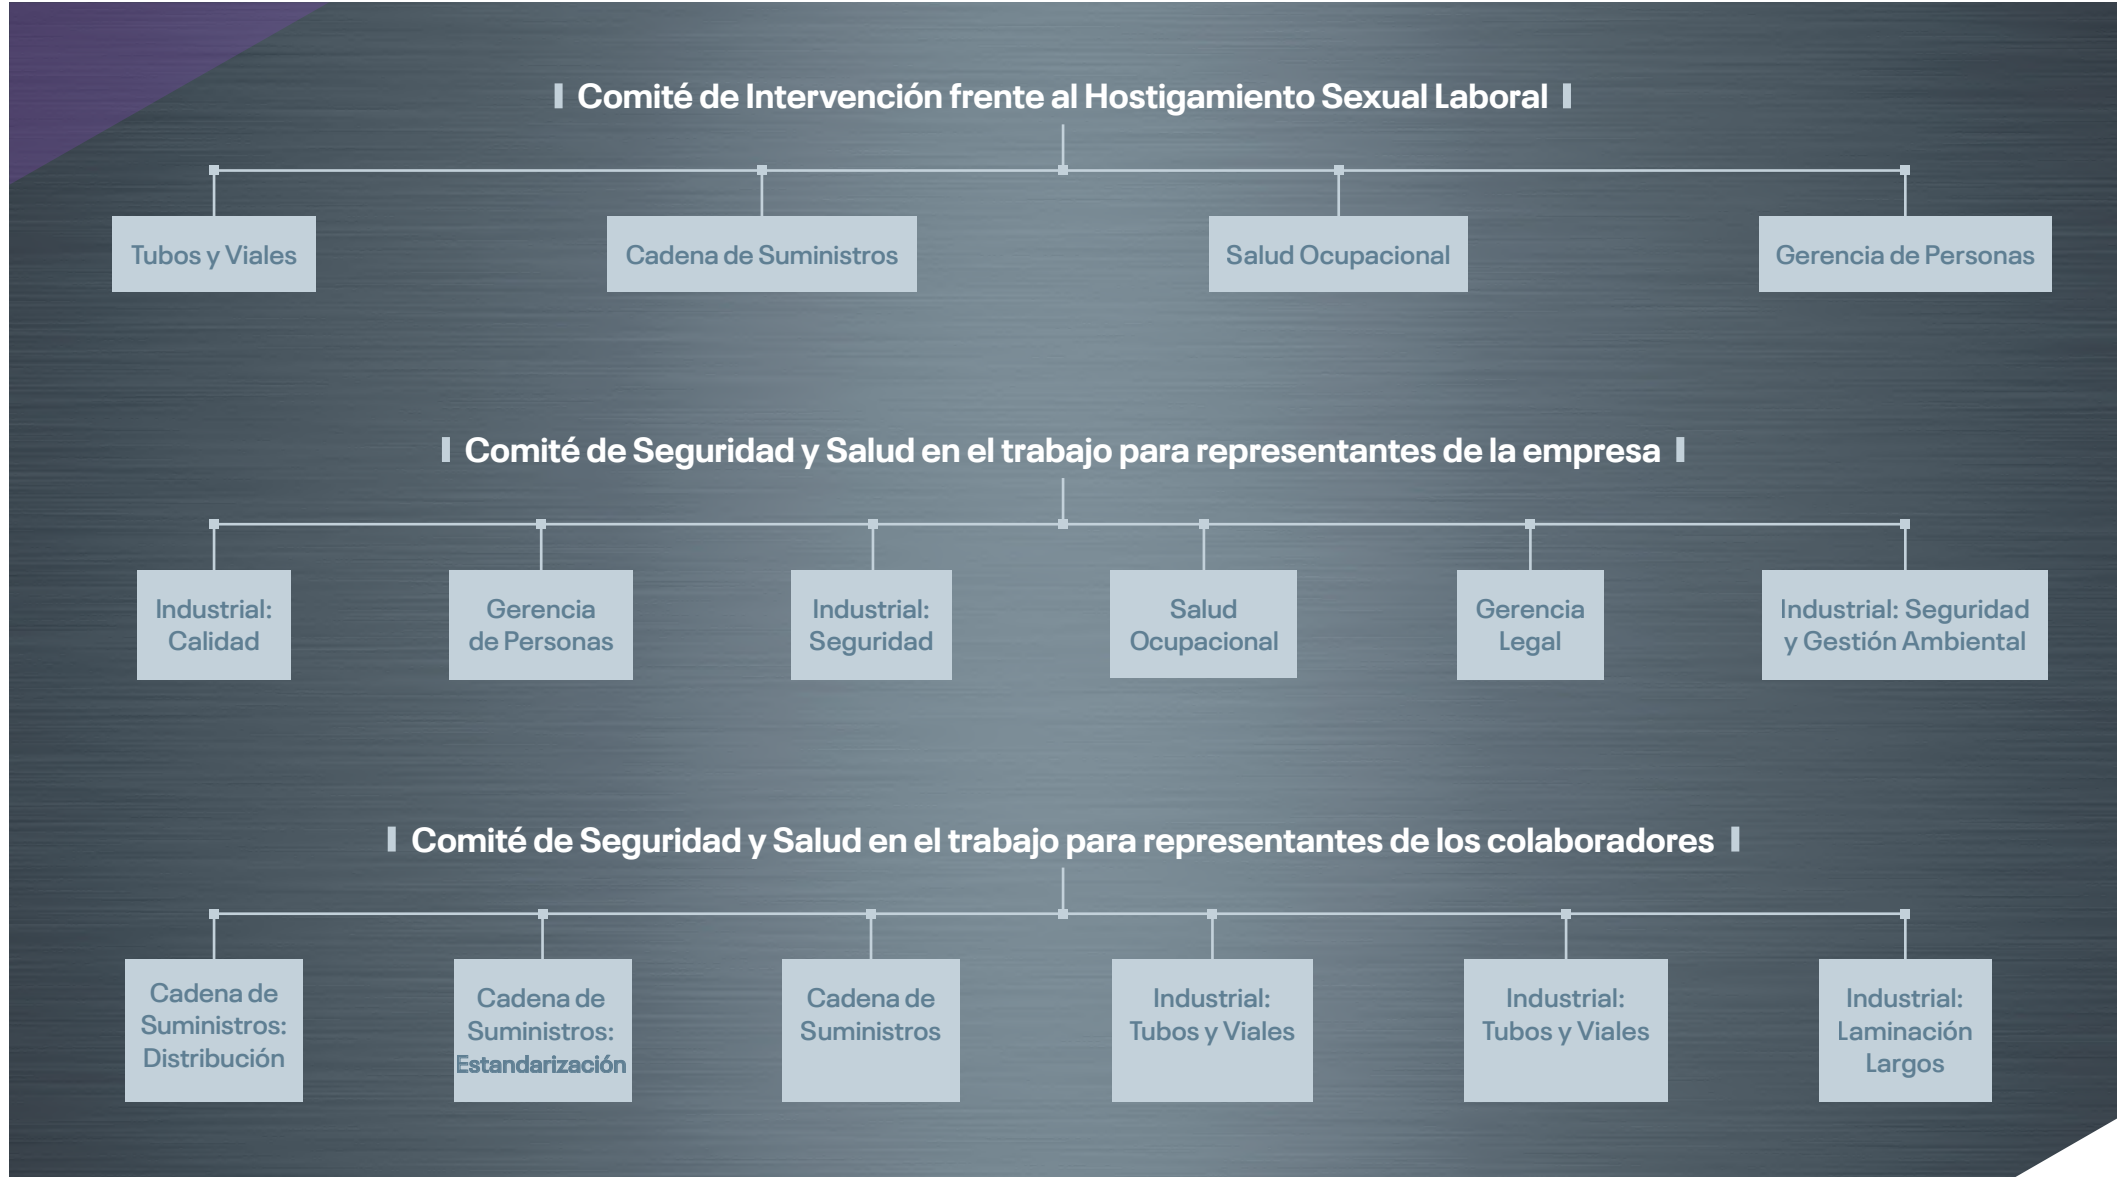 Comité de Intervención frente al Hostigamiento Sexual Laboral
Tubos y Viales
Cadena de Suministros
Salud Ocupacional
Gerencia de Personas
Comité de Seguridad y Salud en el trabajo para representantes de la empresa
Industrial:
Calidad
Gerencia
de Personas
Industrial:
Seguridad
Salud
Ocupacional
Gerencia
Legal
Industrial: Seguridad
y Gestión Ambiental
Comité de Seguridad y Salud en el trabajo para representantes de los colaboradores
Cadena de
Suministros:
Distribución
Cadena de
Suministros:
Estandarización
Cadena de
Suministros
Industrial:
Tubos y Viales
Industrial:
Tubos y Viales
Industrial:
Laminación
Largos